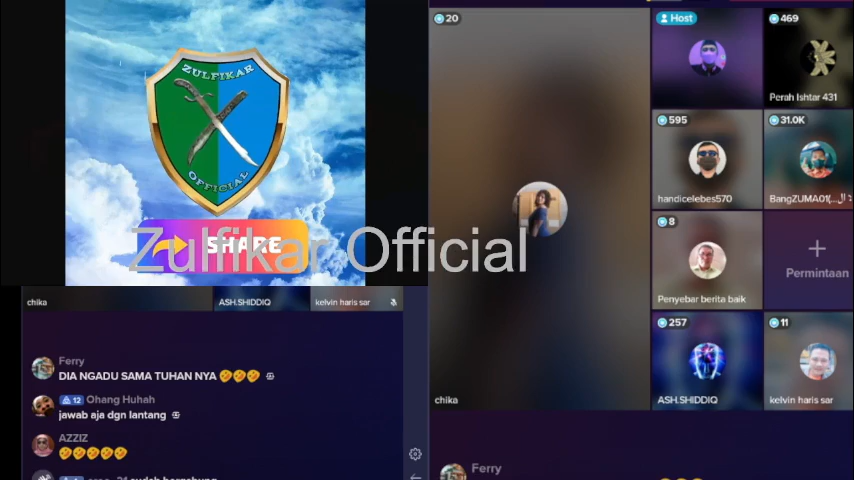 ZULFIKAR
OFFICIAL
SHARE
Zulfikar Official
chika
ASH.SHIDDIQ
kelvin haris sar
Ferry
DIA NGADU SAMA TUHAN NYA
12 Ohang Huhah
jawab aja dgn lantang
AZZIZ
20
Host
469
Perah Ishtar 431
595
handicelebes570
31.0K
BangZUMA01(...
8
Penyebar berita baik
+
Permintaan
257
ASH.SHIDDIQ
11
kelvin haris sar
chika
Ferry